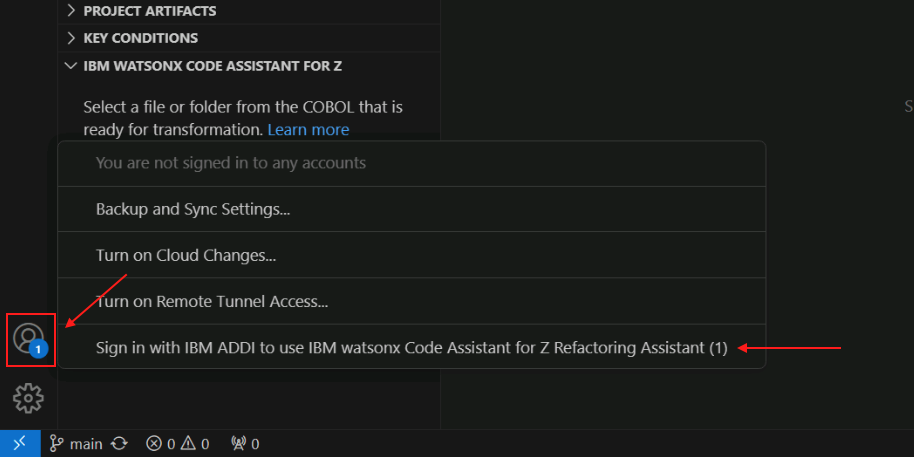 PROJECT ARTIFACTS
KEY CONDITIONS
IBM WATSONX CODE ASSISTANT FOR Z
Select a file or folder from the COBOL that is
ready for transformation. Learn more
S
You are not signed in to any accounts
Backup and Sync Settings...
Turn on Cloud Changes...
Turn on Remote Tunnel Access...
Sign in with IBM ADDI to use IBM watsonx Code Assistant for Z Refactoring Assistant (1)
1
main 0 0 0